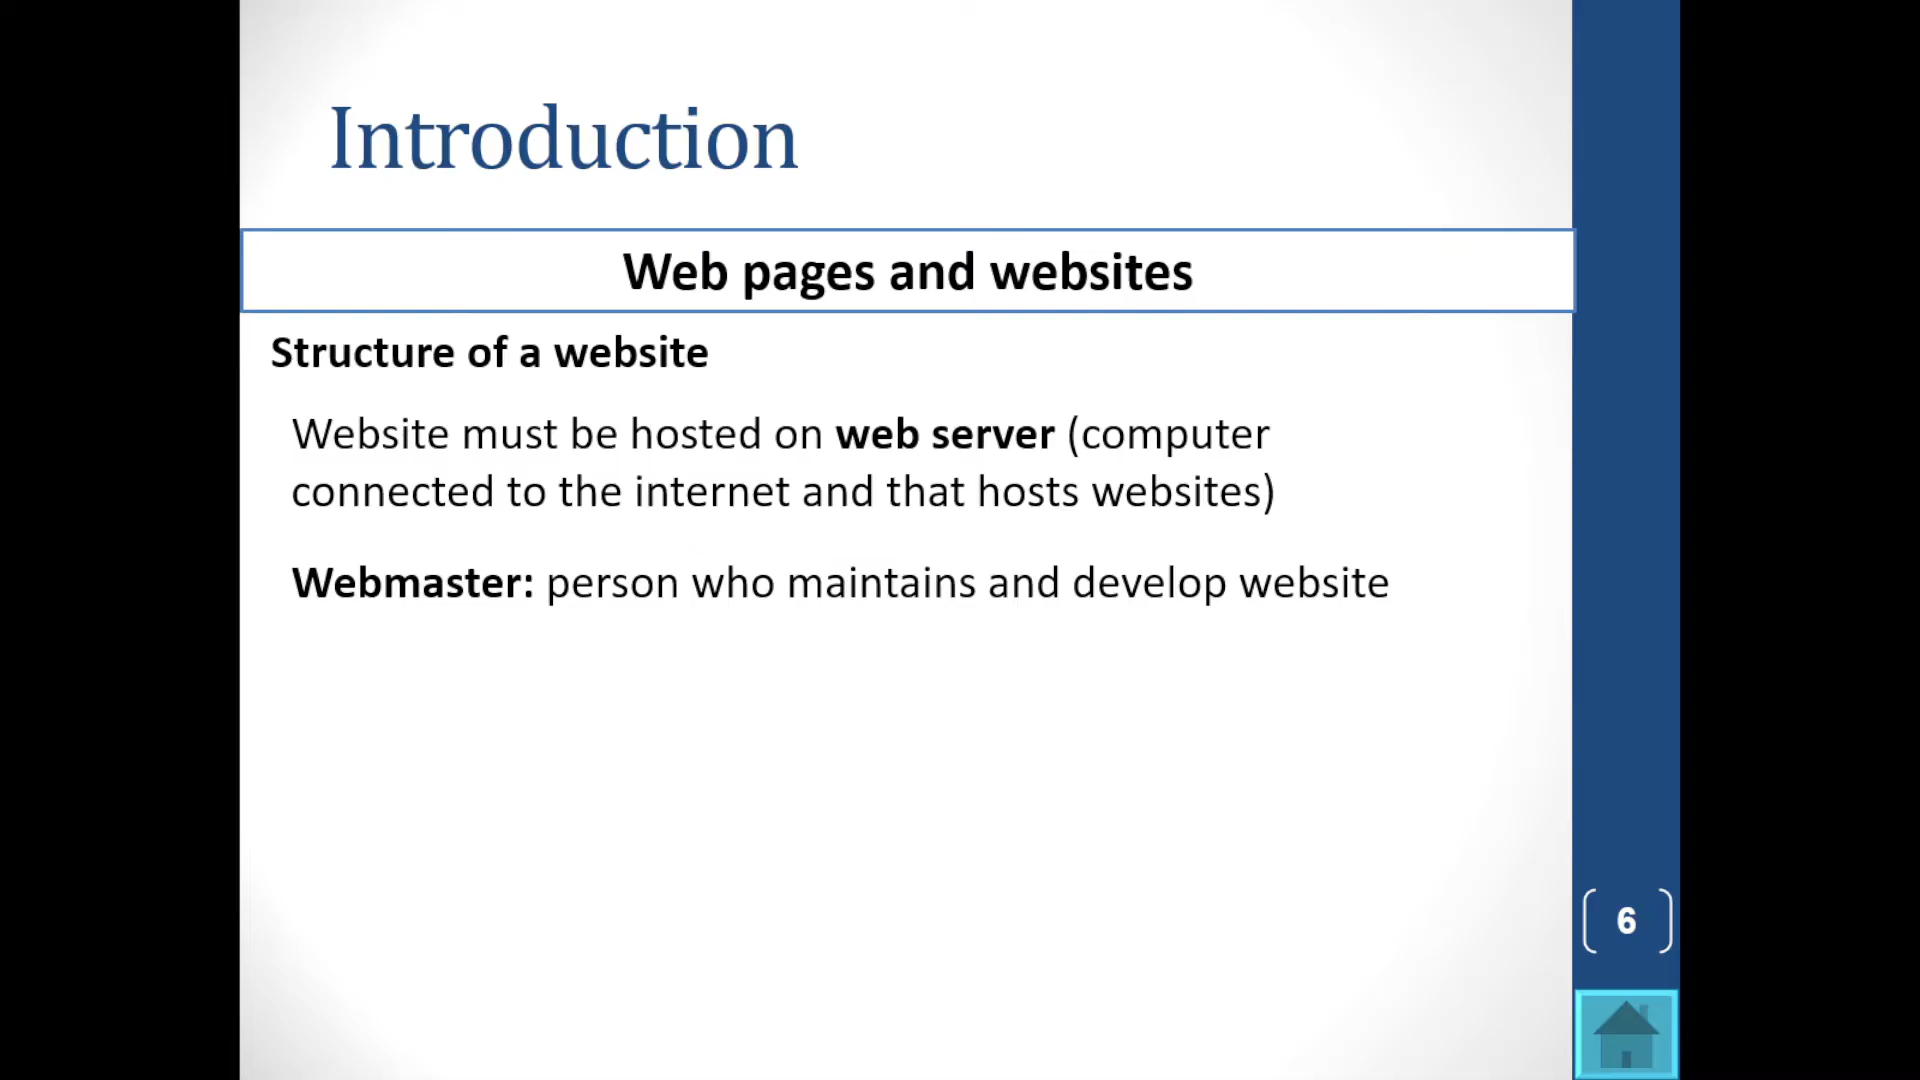 Introduction
Web pages and websites
Structure of a website
Website must be hosted on web server (computer
connected to the internet and that hosts websites)
Webmaster: person who maintains and develop website
6